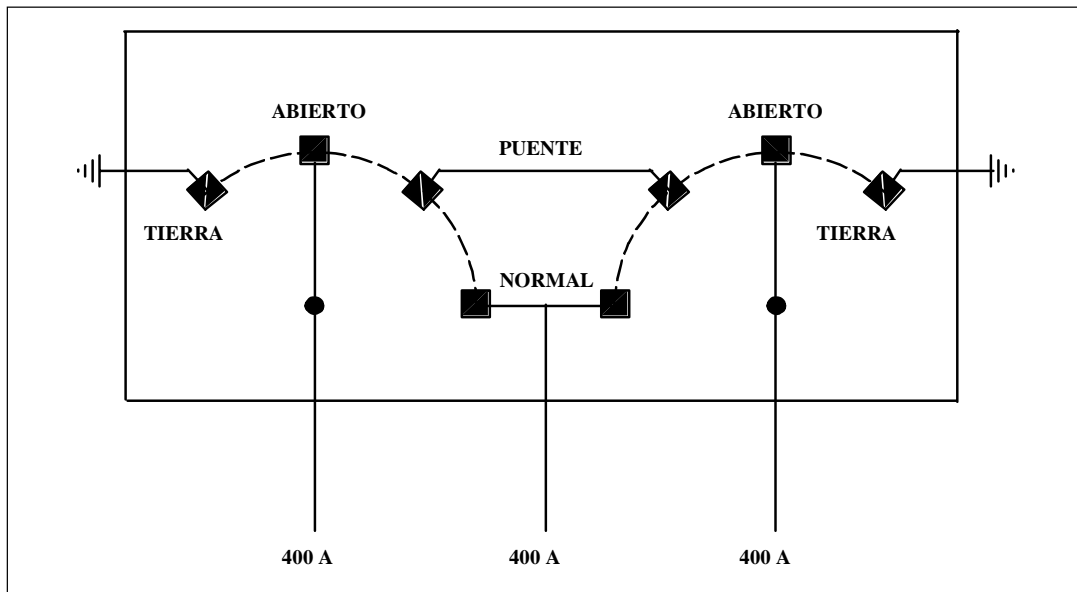 ABIERTO
ABIERTO
PUENTE
TIERRA
TIERRA
NORMAL
400 A
400 A
400 A